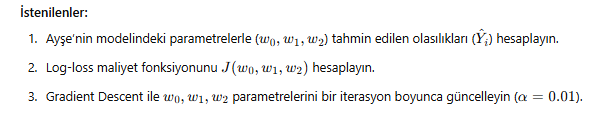 İstenilenler:
1. Ayşe'nin modelindeki parametrelerle (w₀, w₁, w₂) tahmin edilen olasılıkları (Ŷᵢ) hesaplayın.
2. Log-loss maliyet fonksiyonunu J(w₀, w₁, w₂) hesaplayın.
3. Gradient Descent ile w₀, w₁, w₂ parametrelerini bir iterasyon boyunca güncelleyin (α = 0.01).